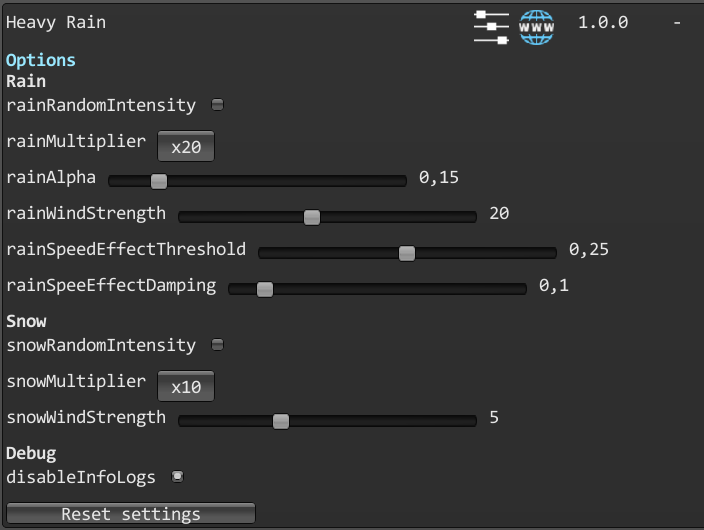 Heavy Rain WWW 1.0.0 -
Options
Rain
rainRandomIntensity
rainMultiplier x20
rainAlpha 0,15
rainWindStrength 20
rainSpeedEffectThreshold 0,25
rainSpeeEffectDamping 0,1
Snow
snowRandomIntensity
snowMultiplier x10
snowWindStrength 5
Debug
disableInfoLogs
Reset settings